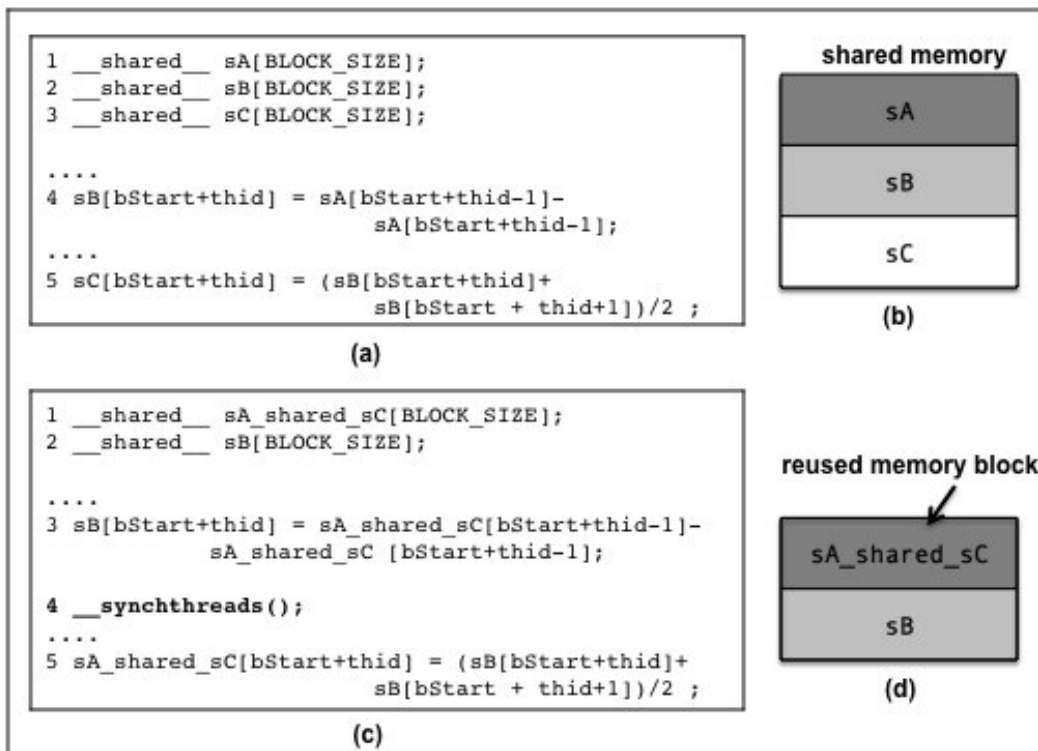 1 __shared__ sA[BLOCK_SIZE];
2 __shared__ sB[BLOCK_SIZE];
3 __shared__ sC[BLOCK_SIZE];
....
4 sB[bStart+thid] = sA[bStart+thid-1]-
sA[bStart+thid-1];
....
5 sC[bStart+thid] = (sB[bStart+thid]+
sB[bStart + thid+1])/2 ;
(a)
shared memory
sA
sB
sC
(b)
1 __shared__ sA_shared_sC[BLOCK_SIZE];
2 __shared__ sB[BLOCK_SIZE];
....
3 sB[bStart+thid] = sA_shared_sC[bStart+thid-1]-
sA_shared_sC [bStart+thid-1];
4 __synchthreads();
....
5 sA_shared_sC[bStart+thid] = (sB[bStart+thid]+
sB[bStart + thid+1])/2 ;
(c)
reused memory block
sA_shared_sC
sB
(d)